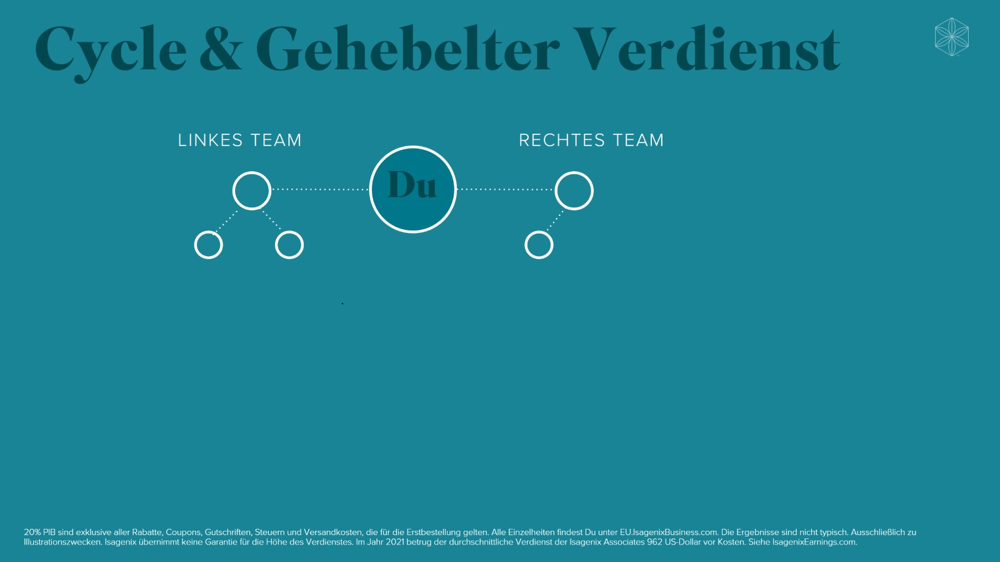 Cycle & Gehebelter Verdienst
LINKES TEAM
RECHTES TEAM
Du
20% PIB sind exklusive aller Rabatte, Coupons, Gutschriften, Steuern und Versandkosten, die für die Erstbestellung gelten. Alle Einzelheiten findest Du unter EU.IsagenixBusiness.com. Die Ergebnisse sind nicht typisch. Ausschließlich zu
Illustrationszwecken. Isagenix übernimmt keine Garantie für die Höhe des Verdienstes. Im Jahr 2021 betrug der durchschnittliche Verdienst der Isagenix Associates 962 US-Dollar vor Kosten. Siehe IsagenixEarnings.com.